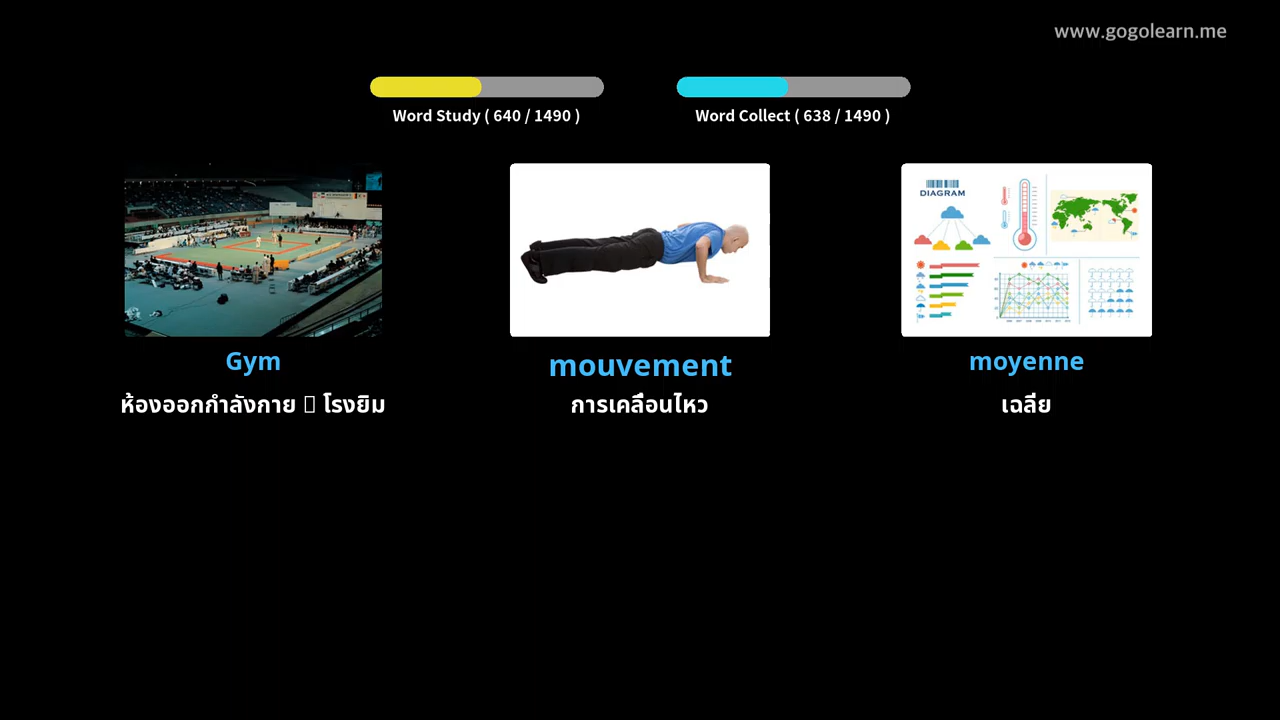 www.gogolearn.me
Word Study ( 640 / 1490 )
Word Collect ( 638 / 1490 )
DIAGRAM
Gym
mouvement
moyenne
ห้องออกกำลังกาย 􏿿 โรงยิม
การเคลื่อนไหว
เฉลี่ย